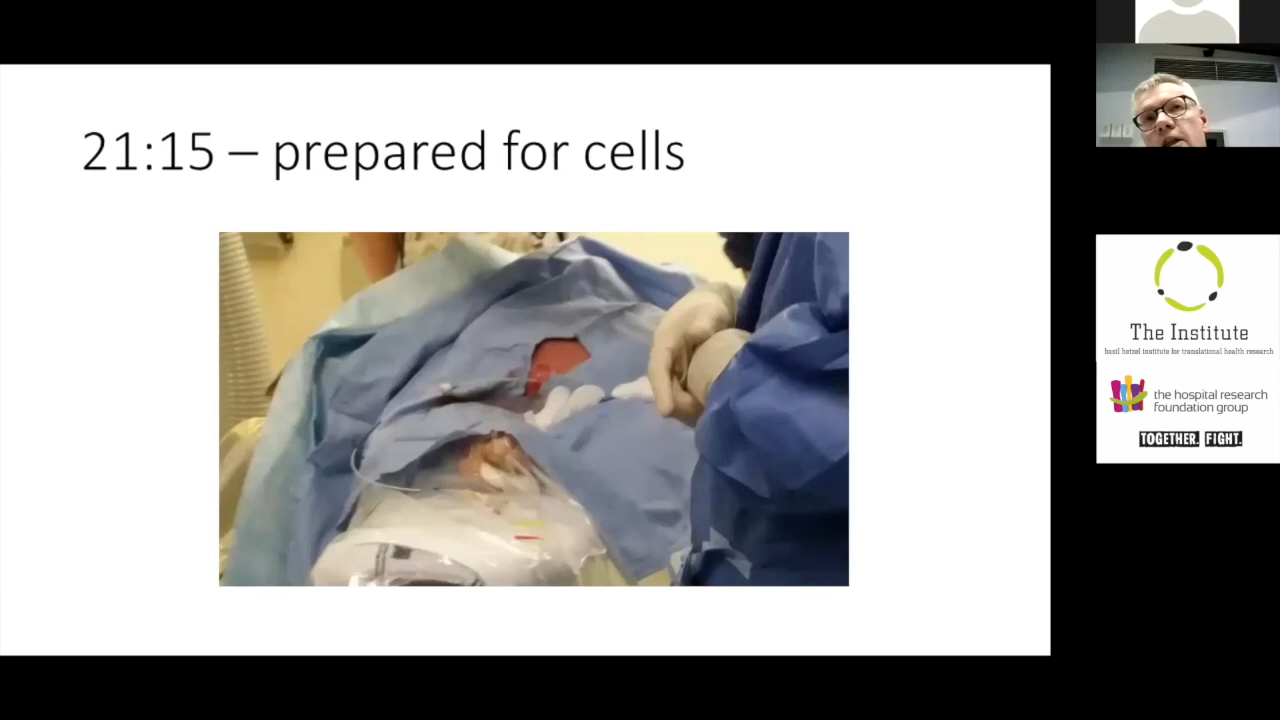 21:15 – prepared for cells
The Institute
basil hetzel institute for translational health research
the hospital research
foundation group
TOGETHER. FIGHT.